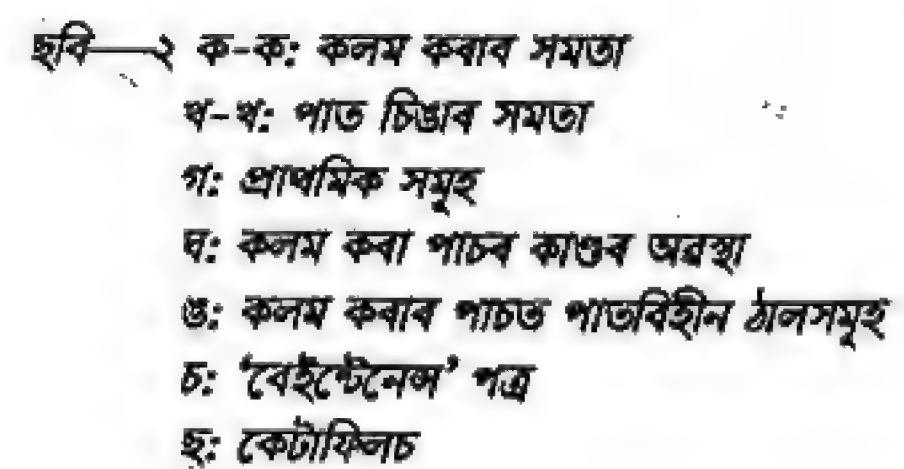 ছবি—২ ক-ক: কলম কৰাৰ সমতা
খ-খ: পাত চিঙাৰ সমতা
গ: প্ৰাথমিক সমূহ
ঘ: কলম কৰা পাচৰ কাণ্ডৰ অৱস্থা
ঙ: কলম কৰাৰ পাচত পাতবিহীন ঠালসমূহ
চ: ‘বেইন্টেনেন্স’ পত্ৰ
ছ: কেটাফিলচ